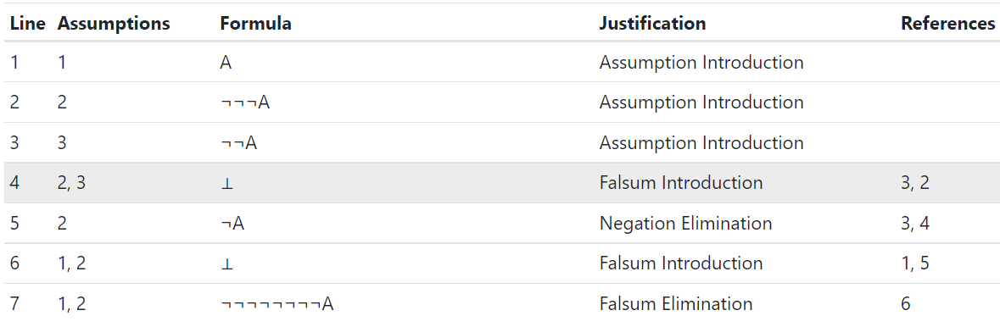 Line Assumptions Formula Justification References
1 1 A Assumption Introduction
2 2 ¬¬¬A Assumption Introduction
3 3 ¬¬A Assumption Introduction
4 2, 3 ⊥ Falsum Introduction 3, 2
5 2 ¬A Negation Elimination 3, 4
6 1, 2 ⊥ Falsum Introduction 1, 5
7 1, 2 ¬¬¬¬¬¬¬¬A Falsum Elimination 6